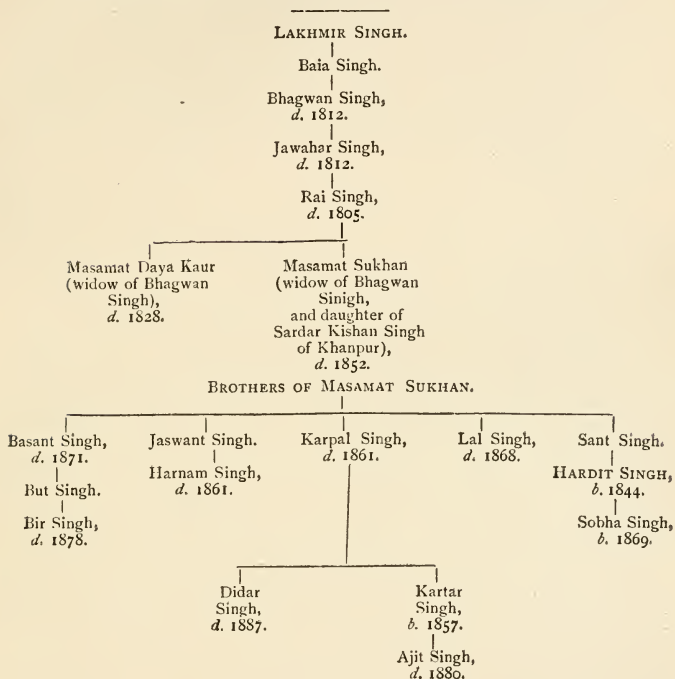 LAKHMIR SINGH.
Baia Singh.
Bhagwan Singh,
d. 1812.
Jawahar Singh,
d. 1812.
Rai Singh,
d. 1805.
Masamat Daya Kaur
(widow of Bhagwan
Singh),
d. 1828.
Masamat Sukhan
(widow of Bhagwan
Sinigh,
and daughter of
Sardar Kishan Singh
of Khanpur),
d. 1852.
BROTHERS OF MASAMAT SUKHAN.
Basant Singh,
d. 1871.
But Singh.
Bir Singh,
d. 1878.
Jaswant Singh.
Harnam Singh,
d. 1861.
Karpal Singh,
d. 1861.
Lal Singh,
d. 1868.
Sant Singh.
HARDIT SINGH,
b. 1844.
Sobha Singh,
b. 1869.
Didar
Singh,
d. 1887.
Kartar
Singh,
b. 1857.
Ajit Singh,
d. 1880.